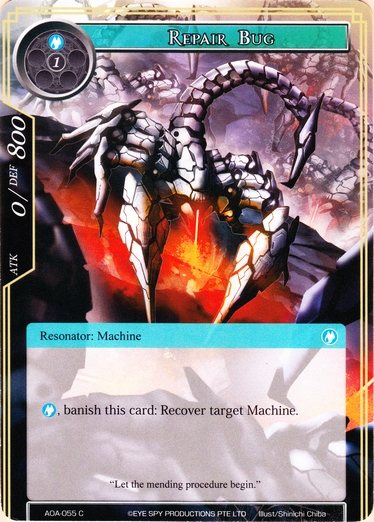 Repair Bug
1
ATK 0/DEF 800
Resonator: Machine
, banish this card: Recover target Machine.
"Let the mending procedure begin."
AOA-055 C ©EYE SPY PRODUCTIONS PTE LTD Illust/Shinichi Chiba